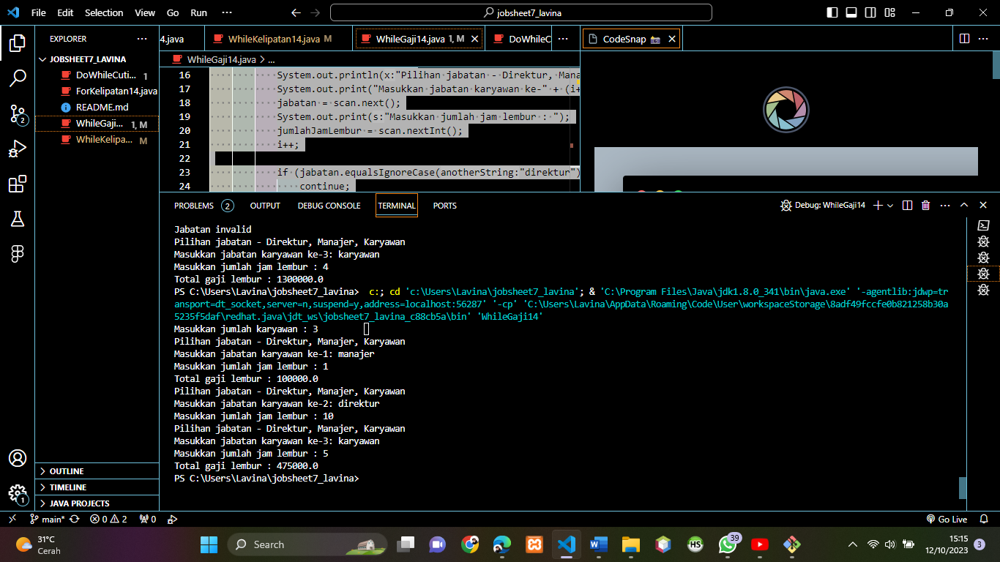 File Edit Selection View Go Run ··· jobsheet7_lavina
EXPLORER ···
JOBSHEET7_LAVINA
DoWhileCuti... 1
ForKelipatan14.java
README.md
WhileGaji... 1, M
WhileKelipa... M
OUTLINE
TIMELINE
JAVA PROJECTS
4.java WhileKelipatan14.java M WhileGaji14.java 1, M DoWhileC ··· CodeSnap ···
WhileGaji14.java > ...
16 System.out.println(x:"Pilihan jabatan - Direktur, Mana
17 System.out.print("Masukkan jabatan karyawan ke-" + (i+
18 jabatan = scan.next();
19 System.out.print(s:"Masukkan jumlah jam lembur : ");
20 jumlahJamLembur = scan.nextInt();
21 i++;
22
23 if (jabatan.equalsIgnoreCase(anotherString:"direktur")
24 continue;
PROBLEMS 2 OUTPUT DEBUG CONSOLE TERMINAL PORTS Debug: WhileGaji14
Jabatan invalid
Pilihan jabatan - Direktur, Manajer, Karyawan
Masukkan jabatan karyawan ke-3: karyawan
Masukkan jumlah jam lembur : 4
Total gaji lembur : 1300000.0
PS C:\Users\Lavina\jobsheet7_lavina>  c:; cd 'c:\Users\Lavina\jobsheet7_lavina'; & 'C:\Program Files\Java\jdk1.8.0_341\bin\java.exe' '-agentlib:jdwp=tr
ansport=dt_socket,server=n,suspend=y,address=localhost:56287' '-cp' 'C:\Users\Lavina\AppData\Roaming\Code\User\workspaceStorage\8adf49fccfe0b821258b30a
5235f5daf\redhat.java\jdt_ws\jobsheet7_lavina_c88cb5a\bin' 'WhileGaji14'
Masukkan jumlah karyawan : 3
Pilihan jabatan - Direktur, Manajer, Karyawan
Masukkan jabatan karyawan ke-1: manajer
Masukkan jumlah jam lembur : 1
Total gaji lembur : 100000.0
Pilihan jabatan - Direktur, Manajer, Karyawan
Masukkan jabatan karyawan ke-2: direktur
Masukkan jumlah jam lembur : 10
Pilihan jabatan - Direktur, Manajer, Karyawan
Masukkan jabatan karyawan ke-3: karyawan
Masukkan jumlah jam lembur : 5
Total gaji lembur : 475000.0
PS C:\Users\Lavina\jobsheet7_lavina>
2
1
main* 0 2 0 Go Live
31°C
Cerah
Search
HS
39
15:15
12/10/2023
3